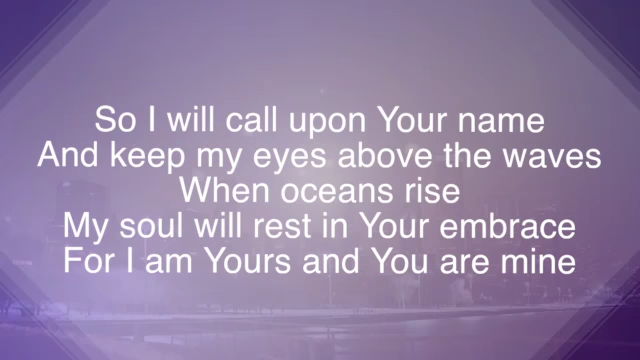 So I will call upon Your name
And keep my eyes above the waves
When oceans rise
My soul will rest in Your embrace
For I am Yours and You are mine